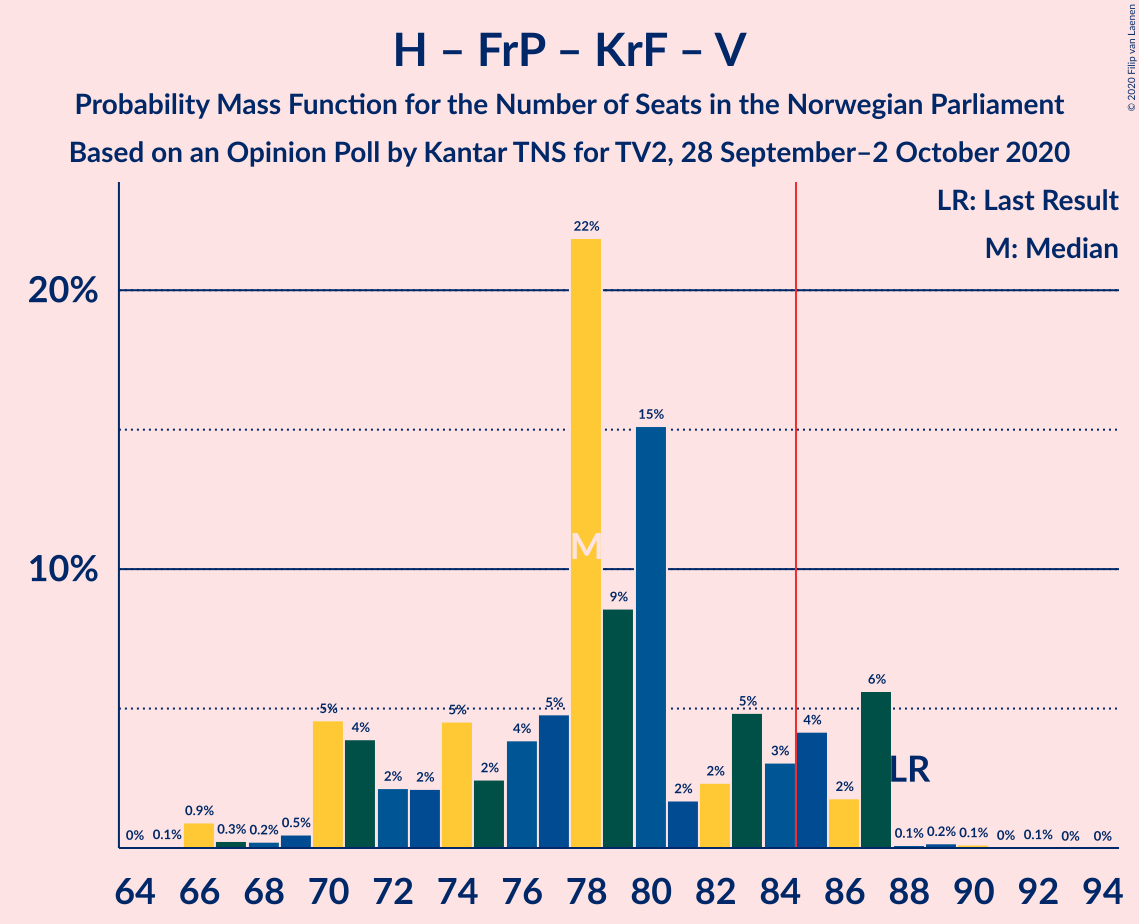 H – FrP – KrF – V
Probability Mass Function for the Number of Seats in the Norwegian Parliament
Based on an Opinion Poll by Kantar TNS for TV2, 28 September–2 October 2020
© 2020 Filip van Laenen
LR: Last Result
M: Median
20%
10%
0% 0.1% 0.9% 0.3% 0.2% 0.5% 5% 4% 2% 2% 5% 2% 4% 5% 22% 9% 15% 2% 2% 5% 3% 4% 2% 6% 0.1% 0.2% 0.1% 0% 0.1% 0% 0%
M
LR
64 66 68 70 72 74 76 78 80 82 84 86 88 90 92 94